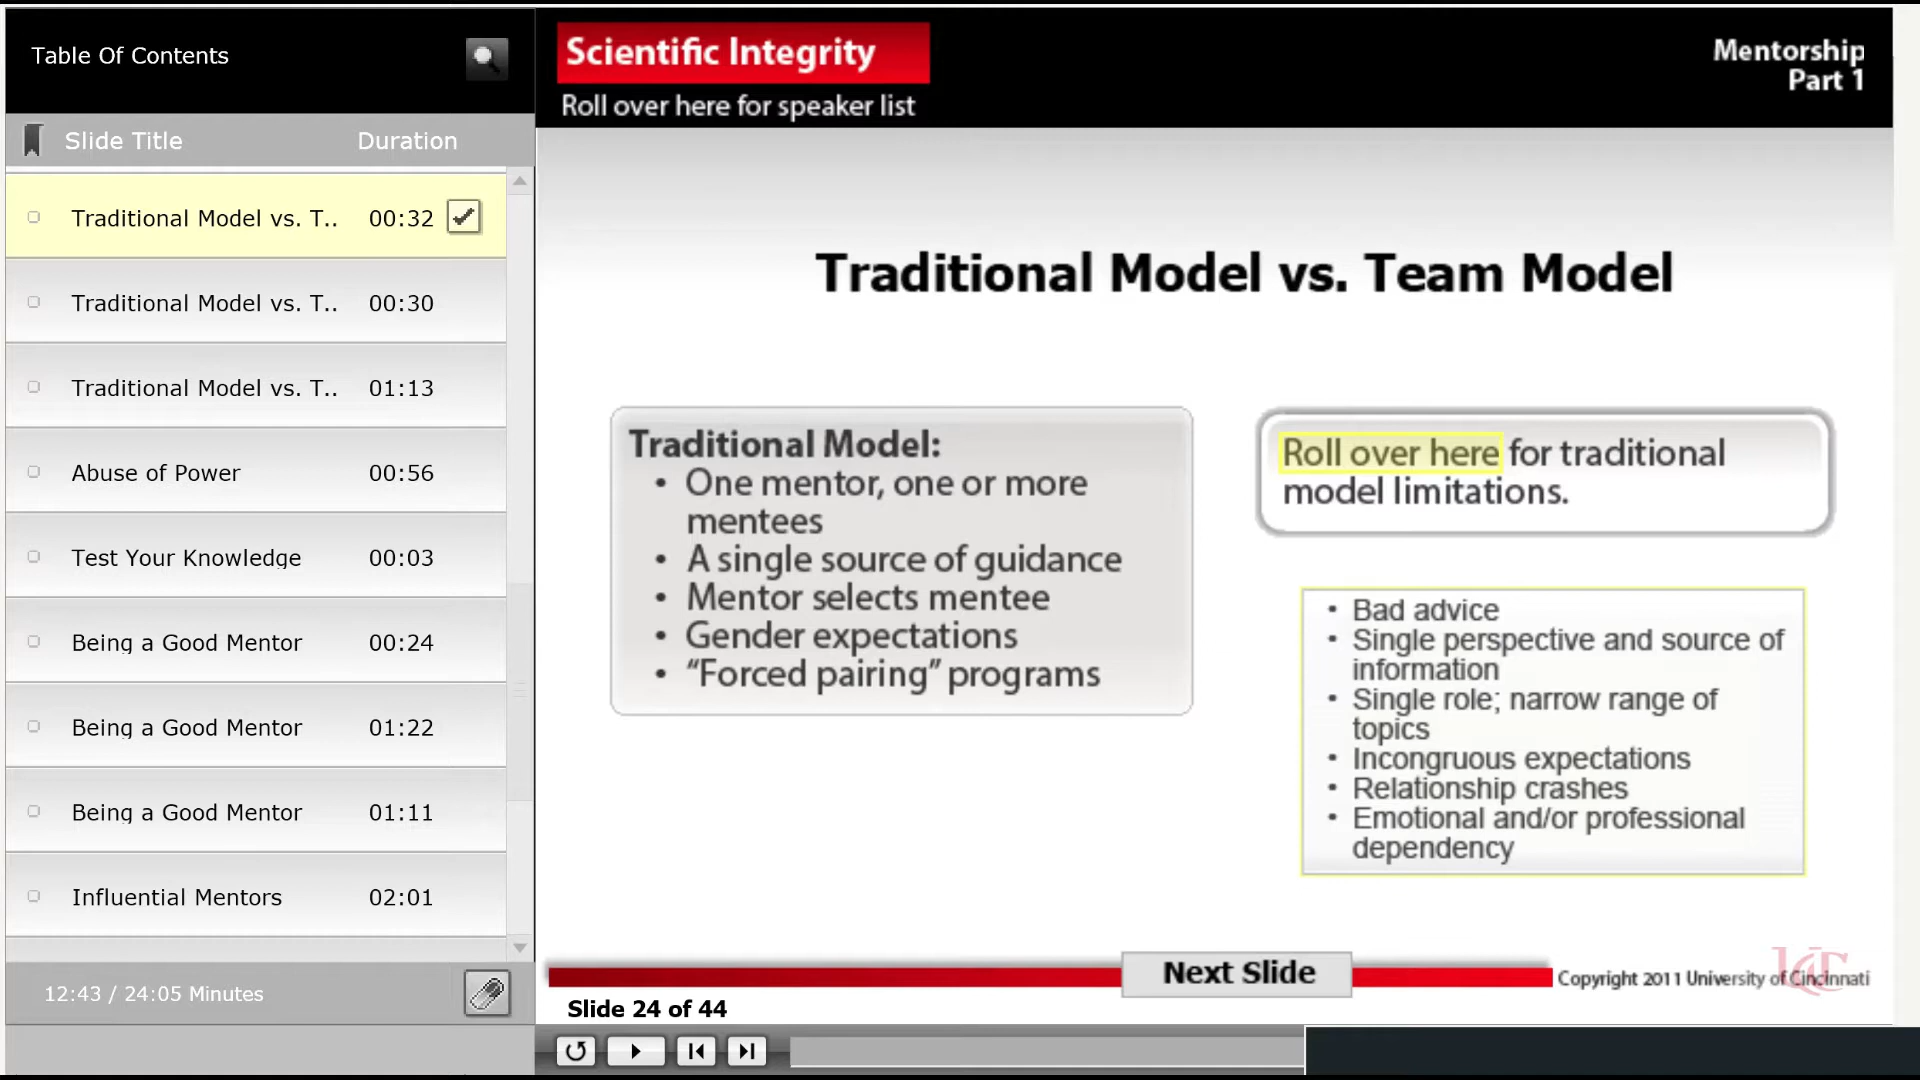 Table Of Contents
Slide Title Duration
Traditional Model vs. T.. 00:32
Traditional Model vs. T.. 00:30
Traditional Model vs. T.. 01:13
Abuse of Power 00:56
Test Your Knowledge 00:03
Being a Good Mentor 00:24
Being a Good Mentor 01:22
Being a Good Mentor 01:11
Influential Mentors 02:01
12:43 / 24:05 Minutes
Scientific Integrity
Roll over here for speaker list
Mentorship
Part 1
Traditional Model vs. Team Model
Traditional Model:
• One mentor, one or more
mentees
• A single source of guidance
• Mentor selects mentee
• Gender expectations
• “Forced pairing” programs
Roll over here for traditional
model limitations.
• Bad advice
• Single perspective and source of
information
• Single role; narrow range of
topics
• Incongruous expectations
• Relationship crashes
• Emotional and/or professional
dependency
Next Slide
UC
Copyright 2011 University of Cincinnati
Slide 24 of 44